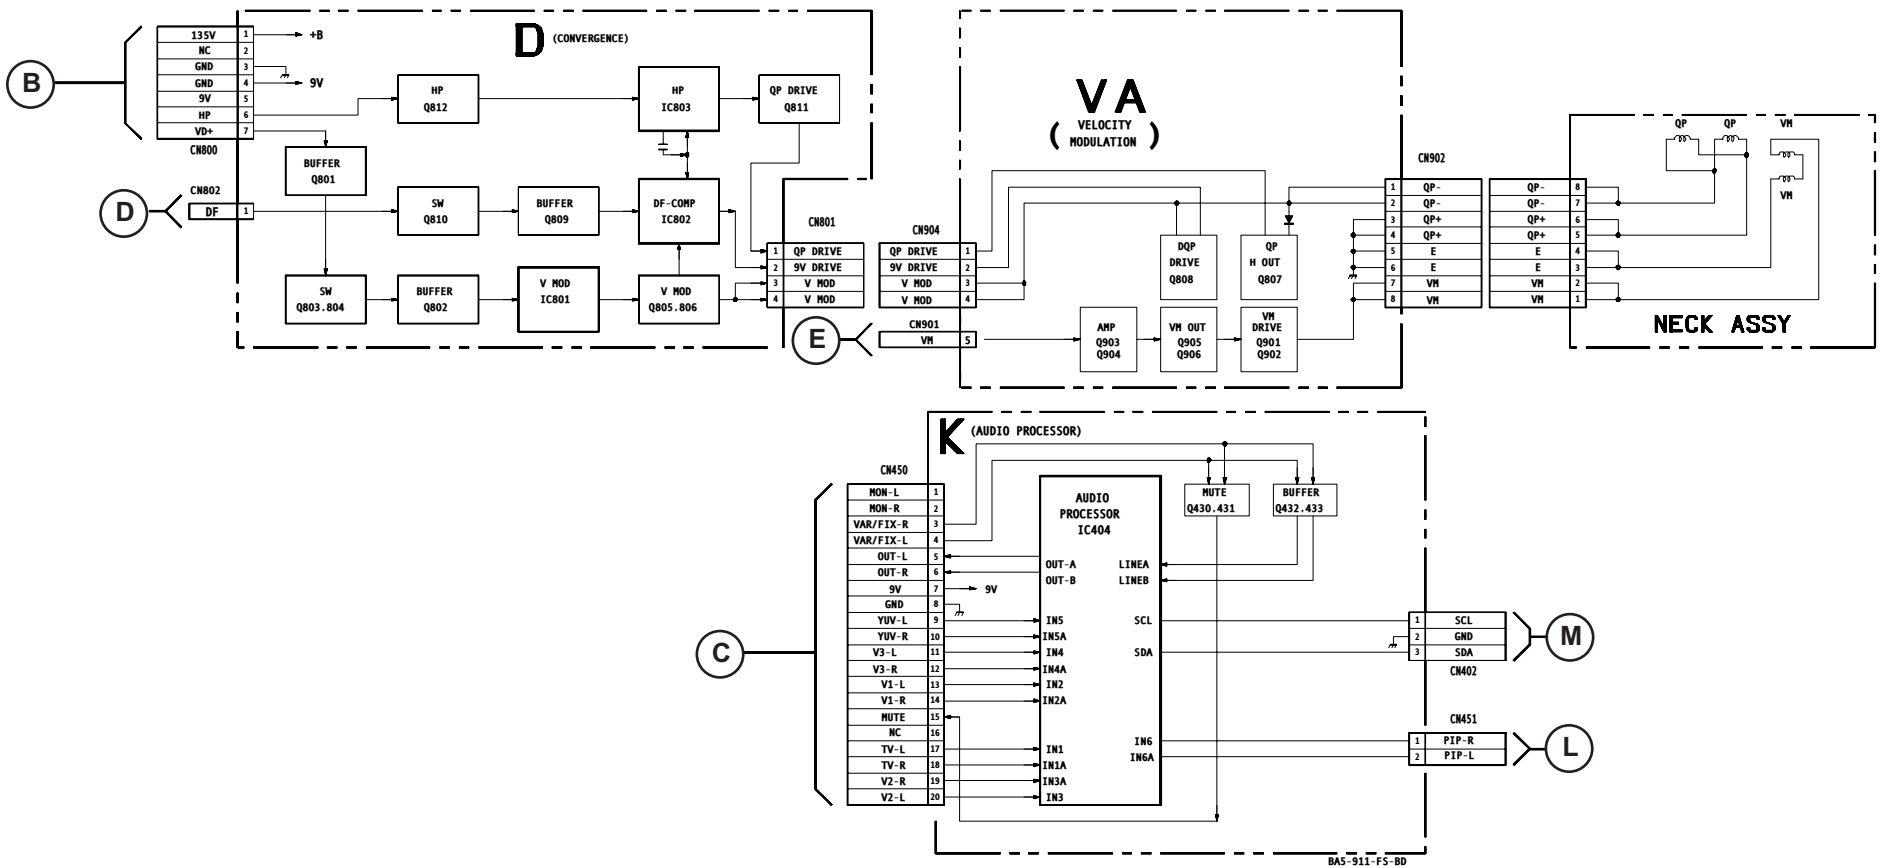 D (CONVERGENCE)
B
135V 1 +B
NC 2
GND 3
GND 4 9V
9V 5
HP 6
VD+ 7
CN800
HP
Q812
HP
IC803
QP DRIVE
Q811
BUFFER
Q801
D
CN802
DF 1
SW
Q810
BUFFER
Q809
DF-COMP
IC802
SW
Q803.804
BUFFER
Q802
V MOD
IC801
V MOD
Q805.806
CN801
1 QP DRIVE
2 9V DRIVE
3 V MOD
4 V MOD
VA
( VELOCITY
MODULATION )
CN904
QP DRIVE 1
9V DRIVE 2
V MOD 3
V MOD 4
E
CN901
VM 5
DQP
DRIVE
Q808
QP
H OUT
Q807
AMP
Q903
Q904
VM OUT
Q905
Q906
VM
DRIVE
Q901
Q902
CN902
1 QP-
2 QP-
3 QP+
4 QP+
5 E
6 E
7 VM
8 VM
QP- 8
QP- 7
QP+ 6
QP+ 5
E 4
E 3
VM 2
VM 1
QP QP VM
VM
NECK ASSY
K (AUDIO PROCESSOR)
C
CN450
MON-L 1
MON-R 2
VAR/FIX-R 3
VAR/FIX-L 4
OUT-L 5
OUT-R 6
9V 7 9V
GND 8
YUV-L 9
YUV-R 10
V3-L 11
V3-R 12
V1-L 13
V1-R 14
MUTE 15
NC 16
TV-L 17
TV-R 18
V2-R 19
V2-L 20
AUDIO
PROCESSOR
IC404
OUT-A LINEA
OUT-B LINEB
IN5 SCL
IN5A
IN4 SDA
IN4A
IN2
IN2A
IN1 IN6
IN1A IN6A
IN3A
IN3
MUTE
Q430.431
BUFFER
Q432.433
1 SCL
2 GND
3 SDA
CN402
M
CN451
1 PIP-R
2 PIP-L
L
BA5-911-FS-BD